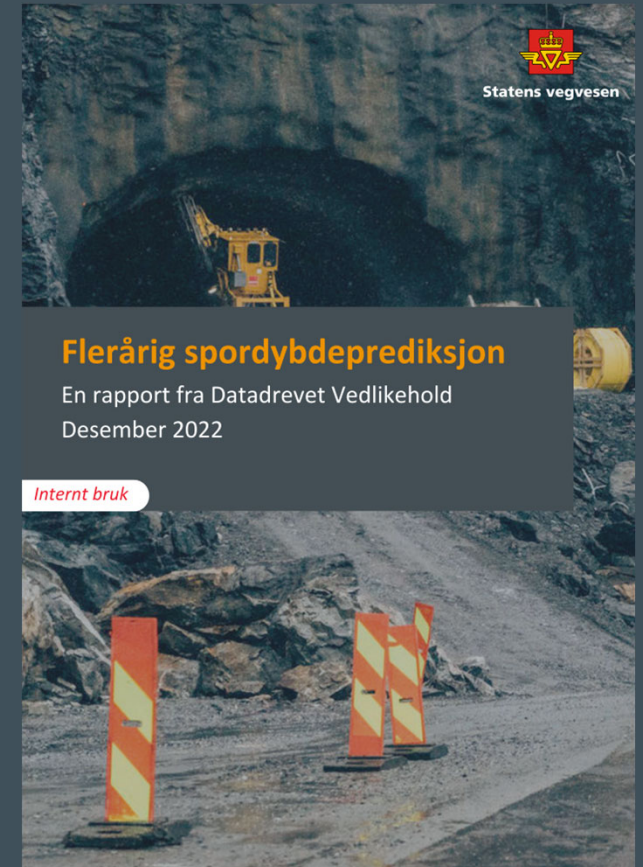 Statens vegvesen
Flerårig spordybdeprediksjon
En rapport fra Datadrevet Vedlikehold
Desember 2022
Internt bruk